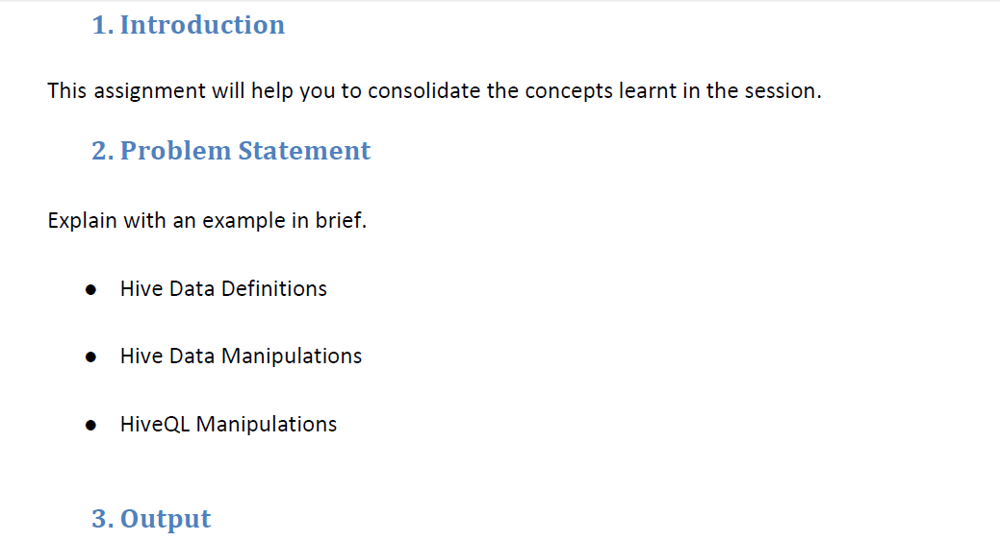 1. Introduction
This assignment will help you to consolidate the concepts learnt in the session.
2. Problem Statement
Explain with an example in brief.
● Hive Data Definitions
● Hive Data Manipulations
● HiveQL Manipulations
3. Output